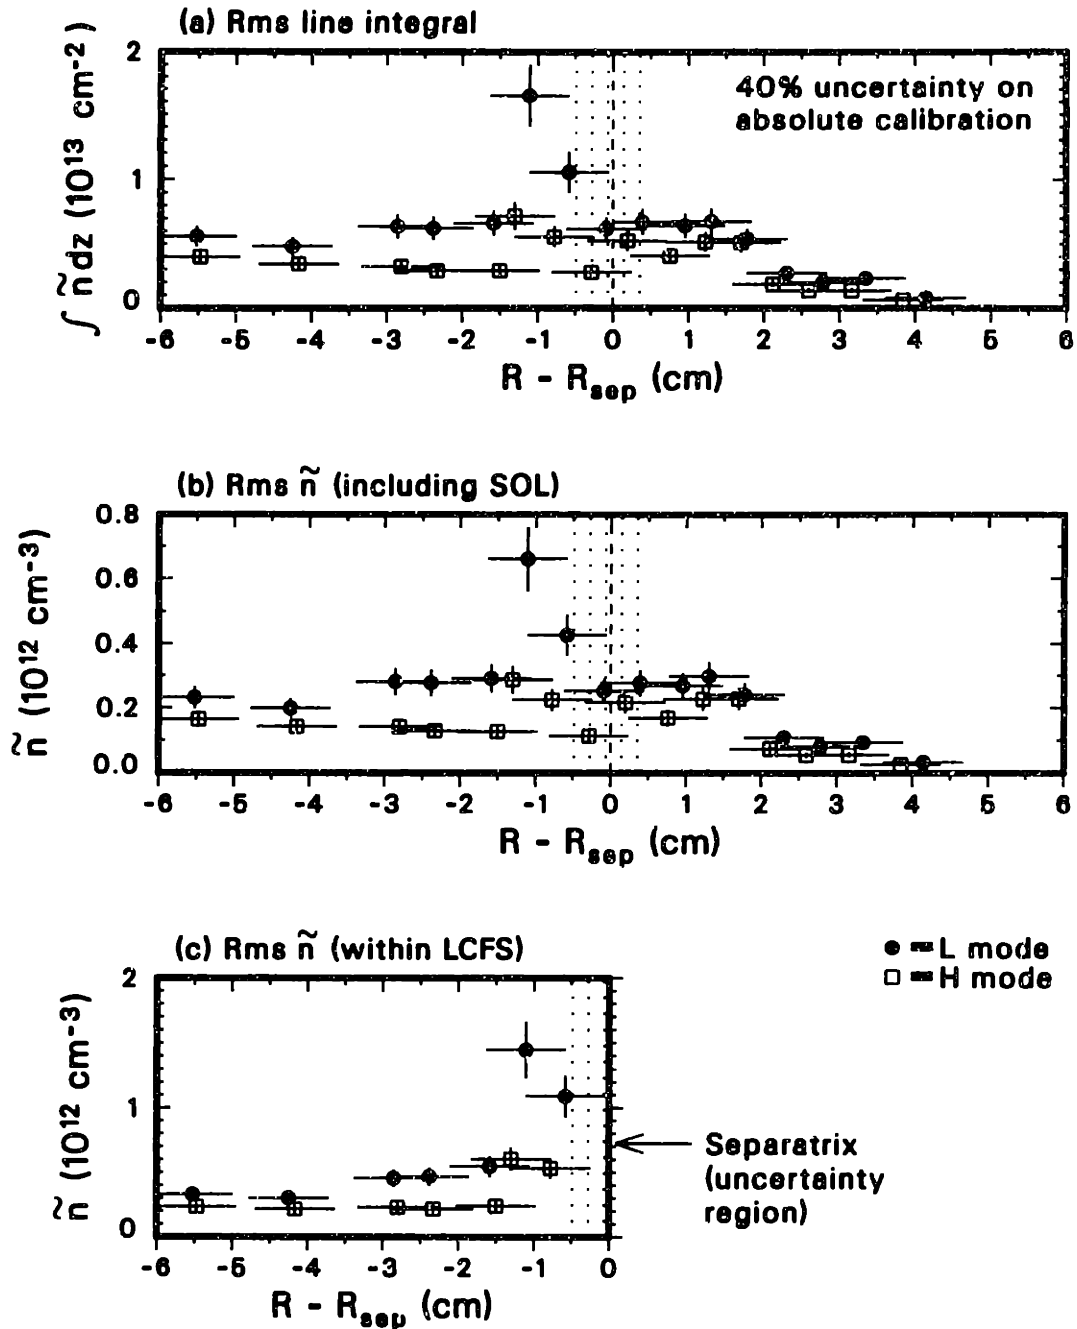 (a) Rms line integral
∫ ñ dz (10¹³ cm⁻²)
2
1
0
40% uncertainty on
absolute calibration
-6 -5 -4 -3 -2 -1 0 1 2 3 4 5 6
R - R_sep (cm)
(b) Rms ñ (including SOL)
ñ (10¹² cm⁻³)
0.8
0.6
0.4
0.2
0.0
-6 -5 -4 -3 -2 -1 0 1 2 3 4 5 6
R - R_sep (cm)
(c) Rms ñ (within LCFS)
ñ (10¹² cm⁻³)
2
1
0
-6 -5 -4 -3 -2 -1 0
R - R_sep (cm)
● = L mode
□ = H mode
Separatrix
(uncertainty
region)